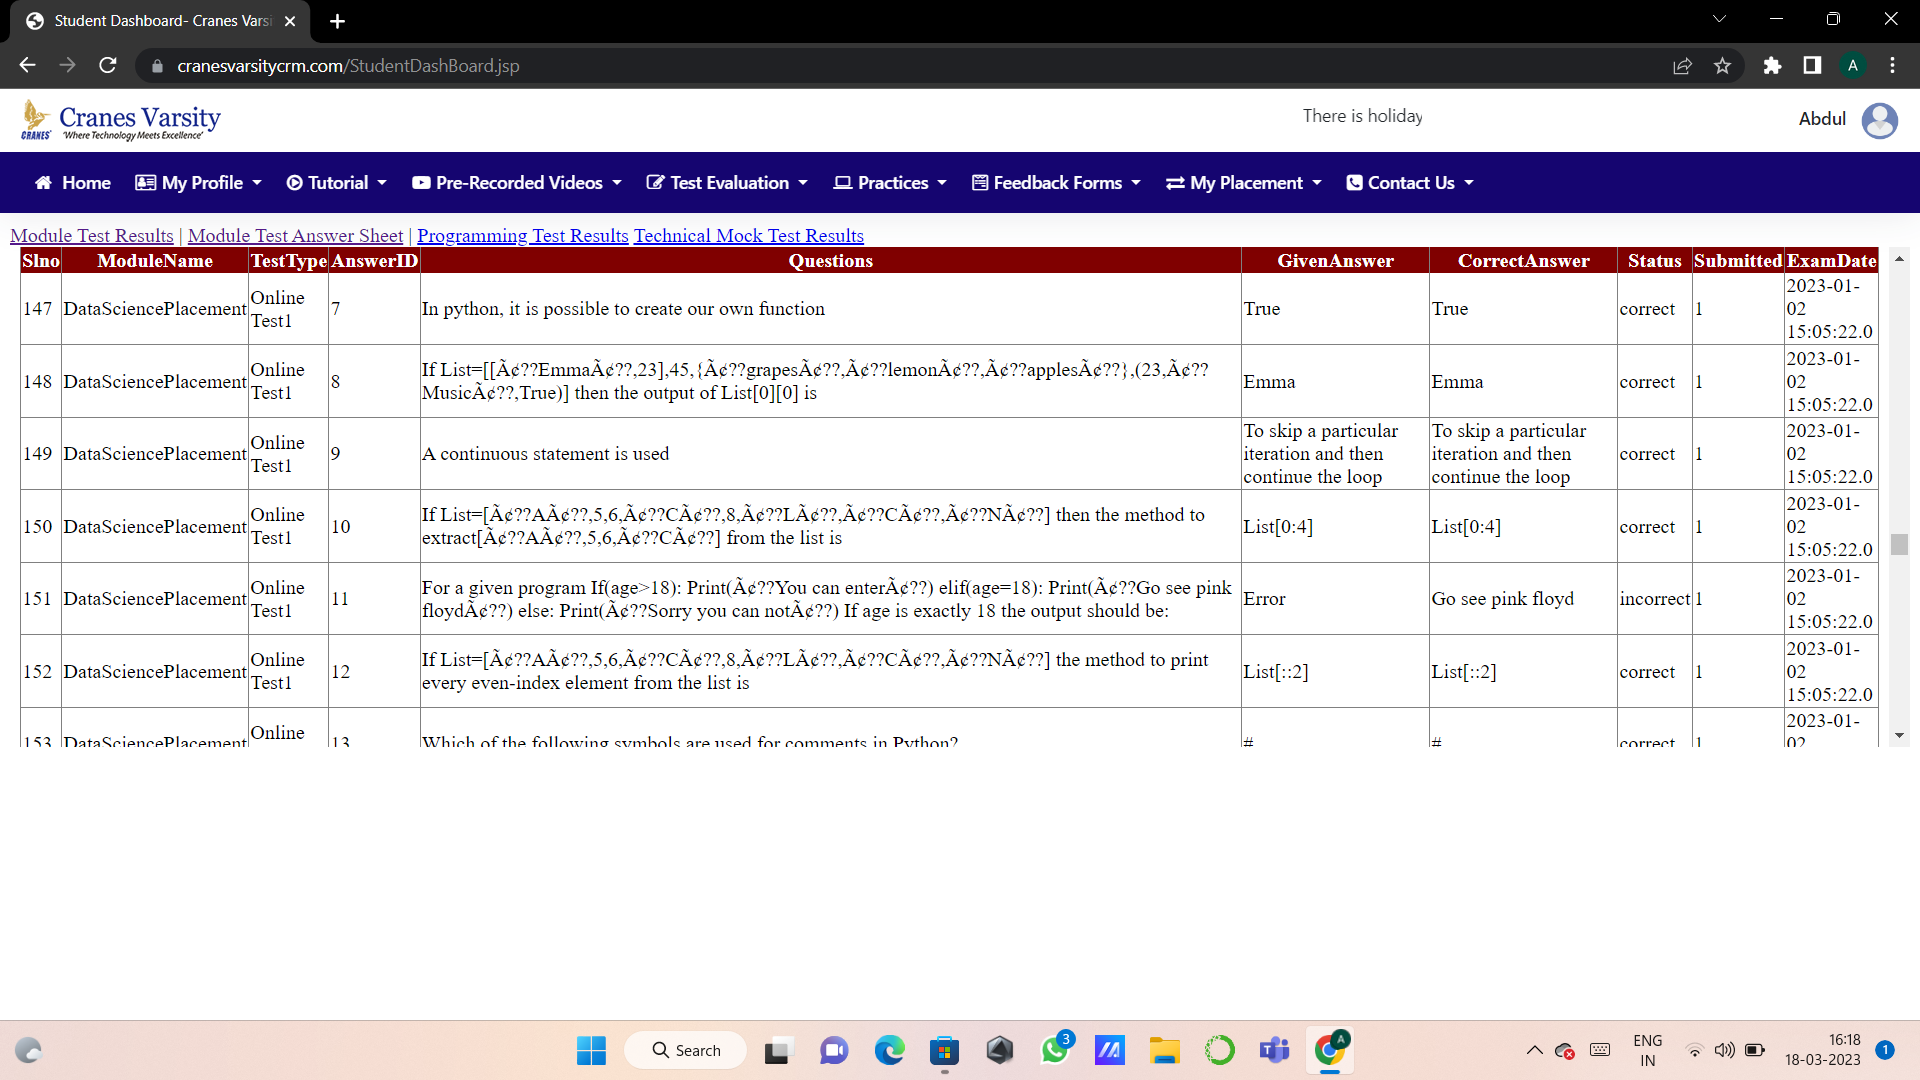 Student Dashboard- Cranes Varsi
cranesvarsitycrm.com/StudentDashBoard.jsp
A
CRANES
Cranes Varsity
'Where Technology Meets Excellence'
There is holiday
Abdul
Home My Profile Tutorial Pre-Recorded Videos Test Evaluation Practices Feedback Forms My Placement Contact Us
Module Test Results | Module Test Answer Sheet | Programming Test Results Technical Mock Test Results
Slno ModuleName TestType AnswerID Questions GivenAnswer CorrectAnswer Status Submitted ExamDate
147 DataSciencePlacement Online Test1 7 In python, it is possible to create our own function True True correct 1 2023-01-02 15:05:22.0
148 DataSciencePlacement Online Test1 8 If List=[[Ã¢??EmmaÃ¢??,23],45,{Ã¢??grapesÃ¢??,Ã¢??lemonÃ¢??,Ã¢??applesÃ¢??},(23,Ã¢??MusicÃ¢??,True)] then the output of List[0][0] is Emma Emma correct 1 2023-01-02 15:05:22.0
149 DataSciencePlacement Online Test1 9 A continuous statement is used To skip a particular iteration and then continue the loop To skip a particular iteration and then continue the loop correct 1 2023-01-02 15:05:22.0
150 DataSciencePlacement Online Test1 10 If List=[Ã¢??AÃ¢??,5,6,Ã¢??CÃ¢??,8,Ã¢??LÃ¢??,Ã¢??CÃ¢??,Ã¢??NÃ¢??] then the method to extract[Ã¢??AÃ¢??,5,6,Ã¢??CÃ¢??] from the list is List[0:4] List[0:4] correct 1 2023-01-02 15:05:22.0
151 DataSciencePlacement Online Test1 11 For a given program If(age>18): Print(Ã¢??You can enterÃ¢??) elif(age=18): Print(Ã¢??Go see pink floydÃ¢??) else: Print(Ã¢??Sorry you can notÃ¢??) If age is exactly 18 the output should be: Error Go see pink floyd incorrect 1 2023-01-02 15:05:22.0
152 DataSciencePlacement Online Test1 12 If List=[Ã¢??AÃ¢??,5,6,Ã¢??CÃ¢??,8,Ã¢??LÃ¢??,Ã¢??CÃ¢??,Ã¢??NÃ¢??] the method to print every even-index element from the list is List[::2] List[::2] correct 1 2023-01-02 15:05:22.0
153 DataSciencePlacement Online 13 Which of the following symbols are used for comments in Python? # # correct 1 2023-01-02
Search
3
A
ENG
IN
16:18
18-03-2023
1